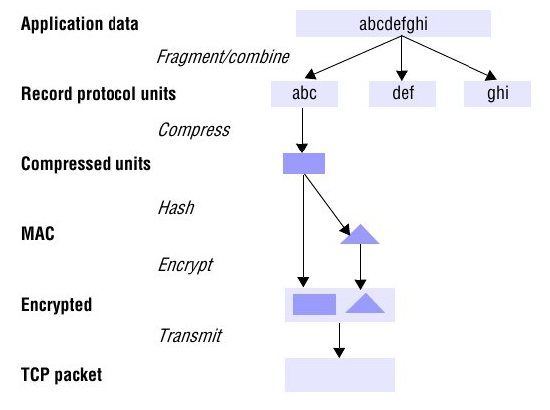 Application data
abcdefghi
Fragment/combine
Record protocol units
abc
def
ghi
Compress
Compressed units
Hash
MAC
Encrypt
Encrypted
Transmit
TCP packet